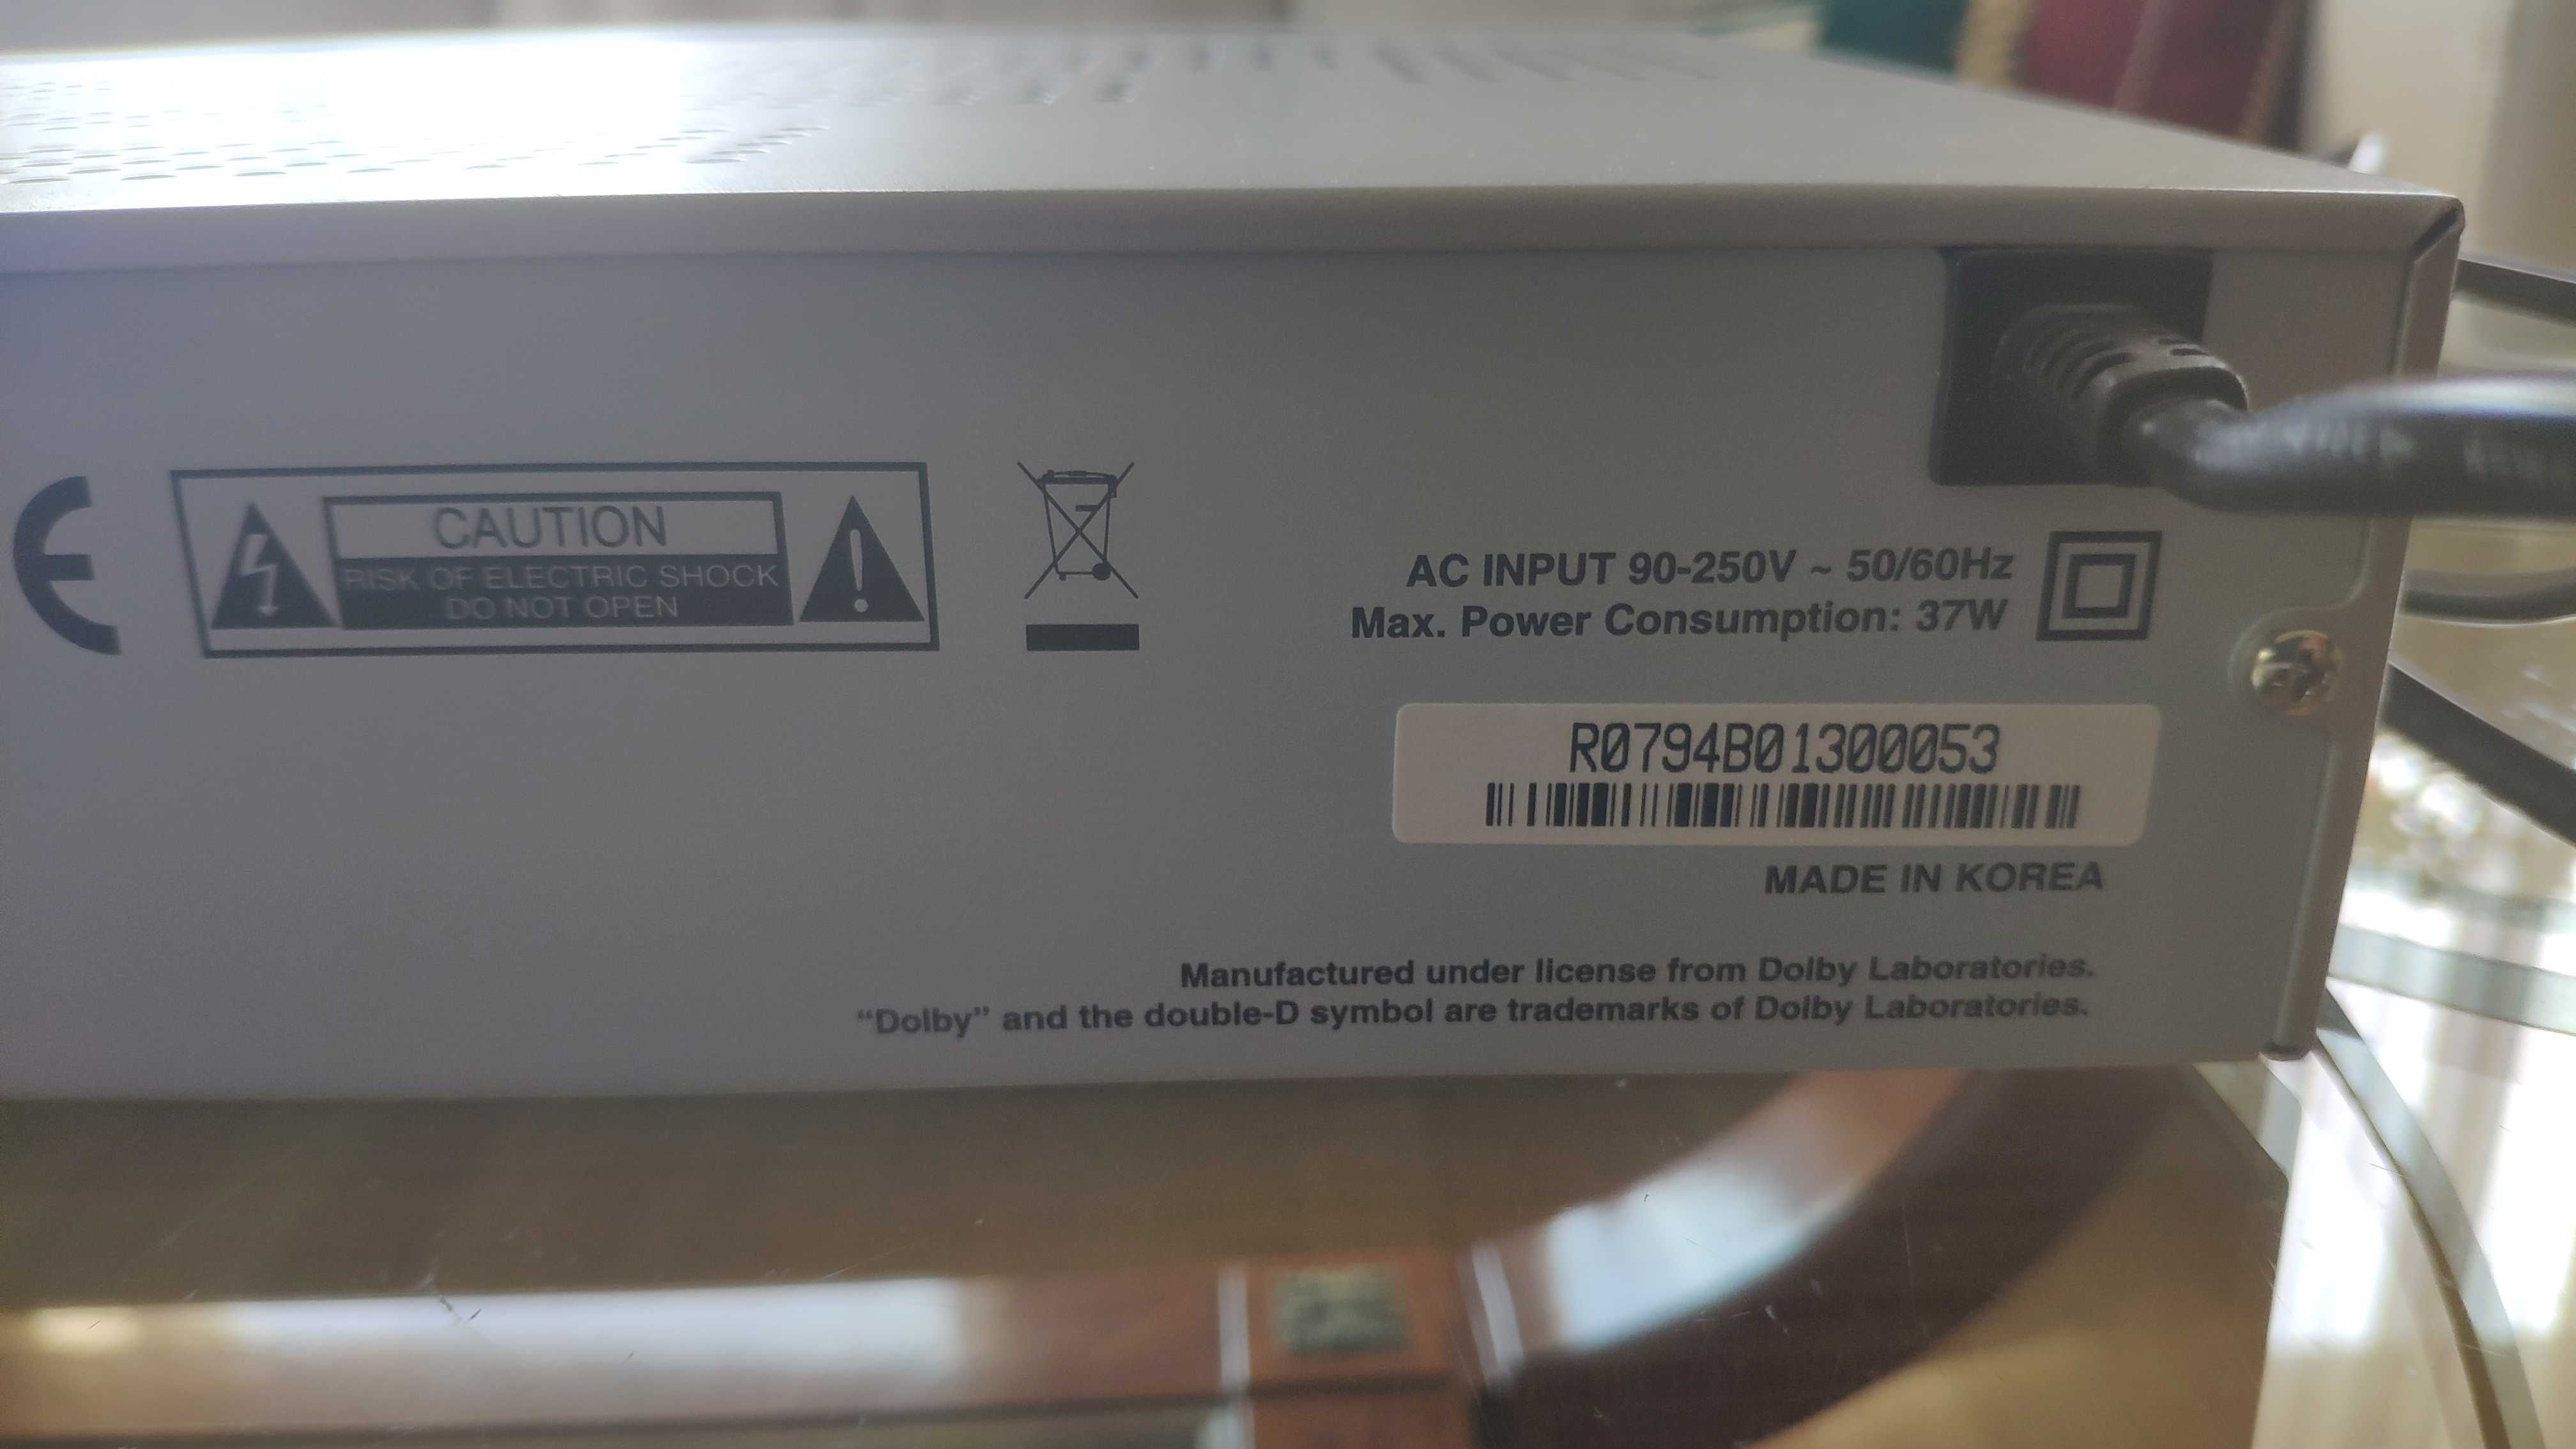 CE
CAUTION
RISK OF ELECTRIC SHOCK
DO NOT OPEN
AC INPUT 90-250V ~ 50/60Hz
Max. Power Consumption: 37W
R0794B01300053
MADE IN KOREA
Manufactured under license from Dolby Laboratories.
“Dolby” and the double-D symbol are trademarks of Dolby Laboratories.